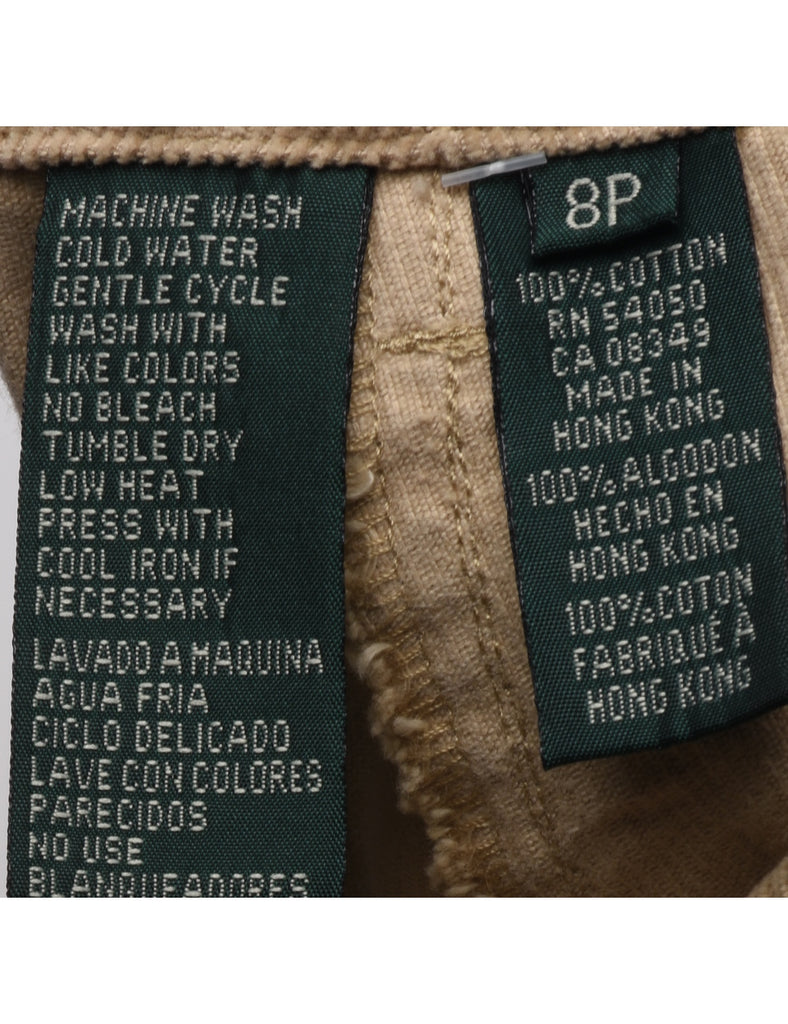 MACHINE WASH
COLD WATER
GENTLE CYCLE
WASH WITH
LIKE COLORS
NO BLEACH
TUMBLE DRY
LOW HEAT
PRESS WITH
COOL IRON IF
NECESSARY
LAVADO A MAQUINA
AGUA FRIA
CICLO DELICADO
LAVE CON COLORES
PARECIDOS
NO USE
BLANQUEADORES
8P
100% COTTON
RN 54050
CA 08349
MADE IN
HONG KONG
100% ALGODON
HECHO EN
HONG KONG
100% COTON
FABRIQUE A
HONG KONG